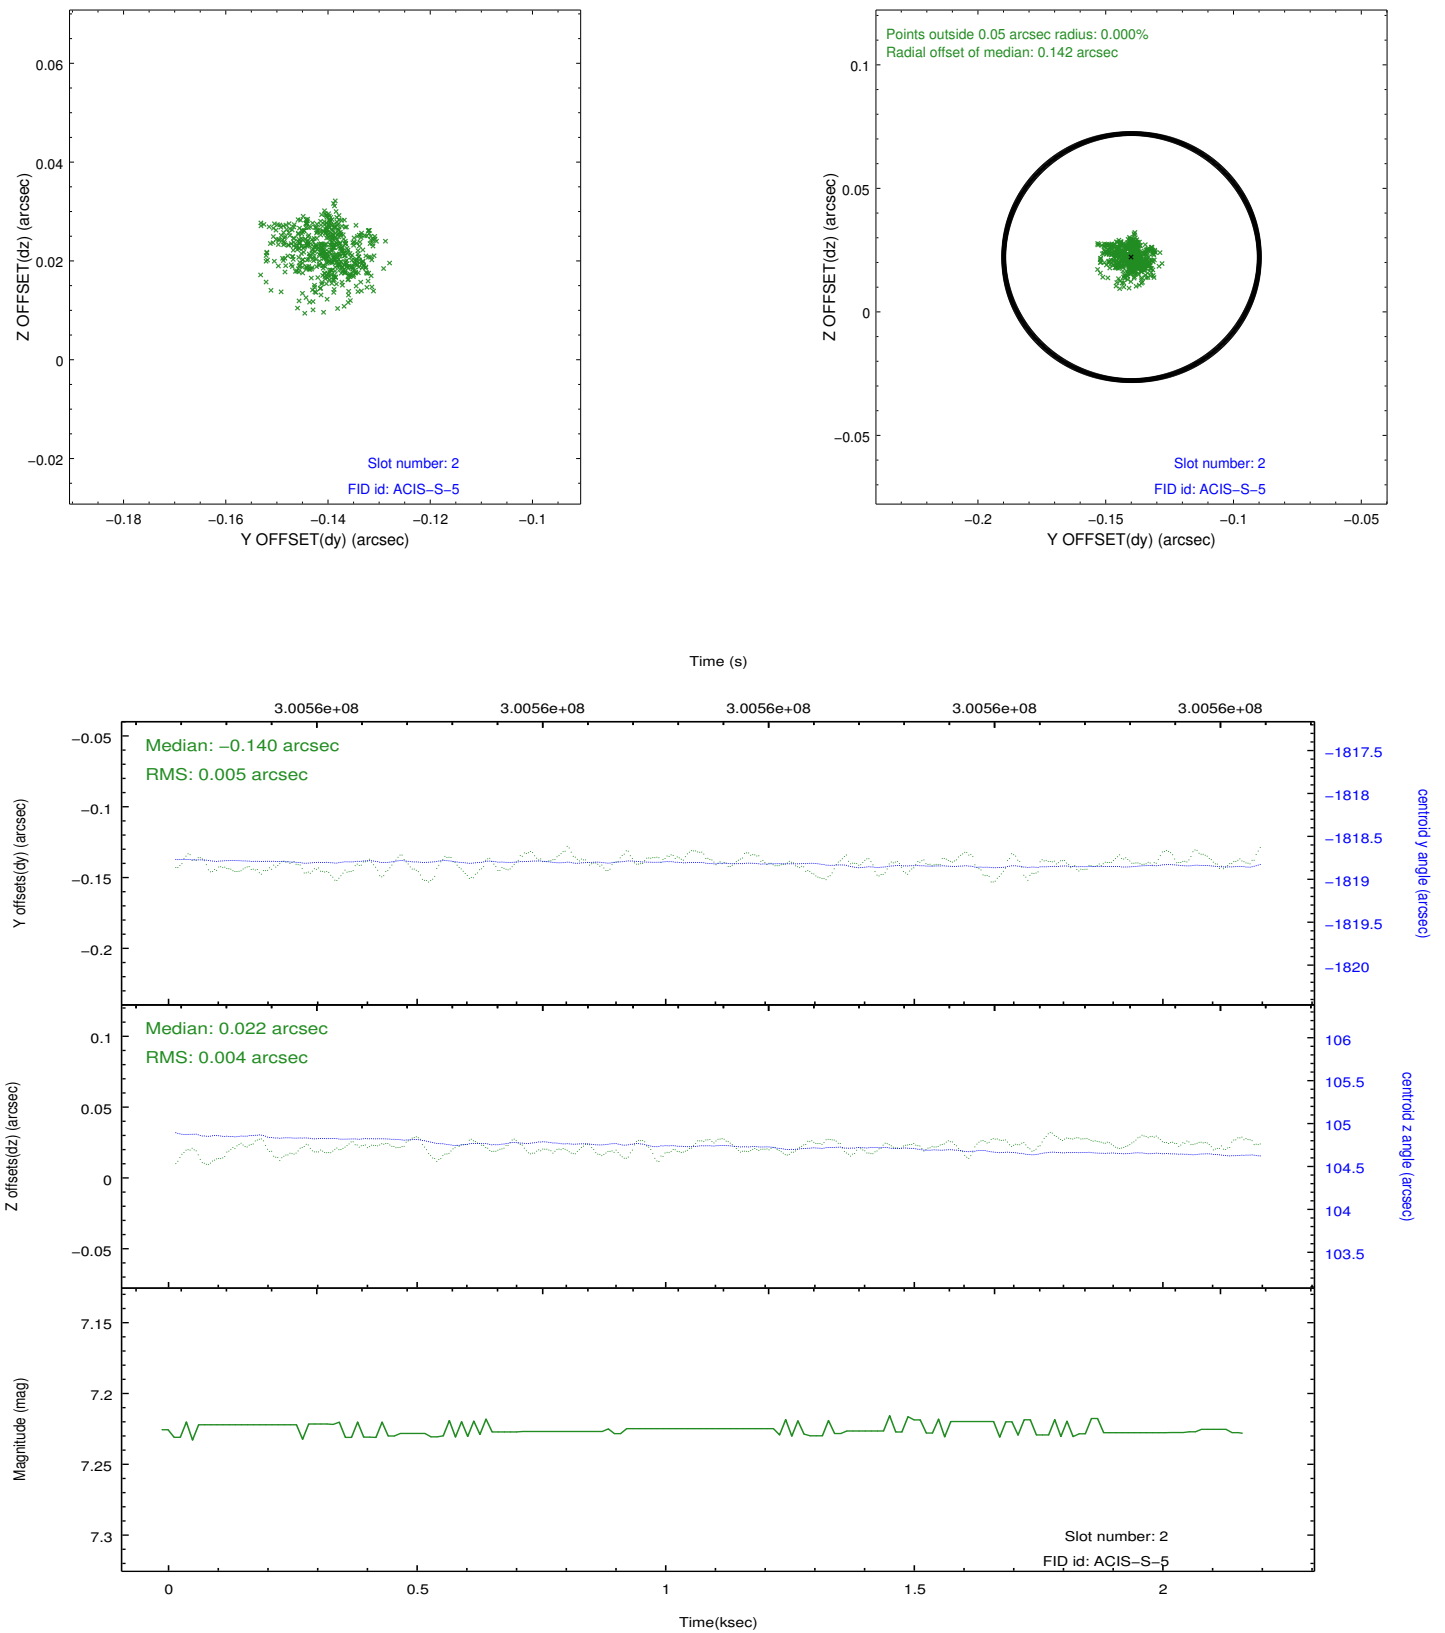 0.06
0.04
0.02
0
−0.02
Z OFFSET(dz) (arcsec)
Slot number: 2
FID id: ACIS−S−5
−0.18 −0.16 −0.14 −0.12 −0.1
Y OFFSET(dy) (arcsec)
Points outside 0.05 arcsec radius: 0.000%
Radial offset of median: 0.142 arcsec
0.1
0.05
0
−0.05
Z OFFSET(dz) (arcsec)
Slot number: 2
FID id: ACIS−S−5
−0.2 −0.15 −0.1 −0.05
Y OFFSET(dy) (arcsec)
Time (s)
3.0056e+08 3.0056e+08 3.0056e+08 3.0056e+08 3.0056e+08
Median: −0.140 arcsec
RMS: 0.005 arcsec
−0.05
−0.1
−0.15
−0.2
Y offsets(dy) (arcsec)
−1817.5
−1818
−1818.5
−1819
−1819.5
−1820
centroid y angle (arcsec)
Median: 0.022 arcsec
RMS: 0.004 arcsec
0.1
0.05
0
−0.05
Z offsets(dz) (arcsec)
106
105.5
105
104.5
104
103.5
centroid z angle (arcsec)
7.15
7.2
7.25
7.3
Magnitude (mag)
Slot number: 2
FID id: ACIS−S−5
0 0.5 1 1.5 2
Time(ksec)